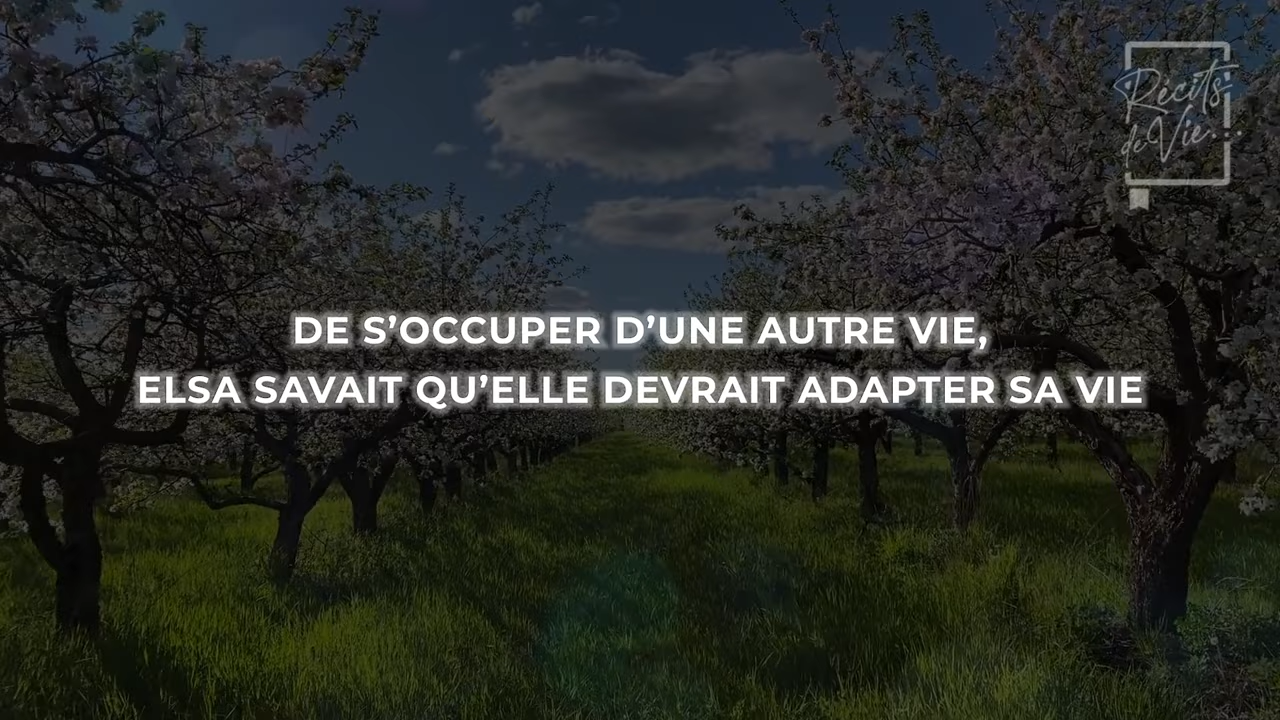 Récits
de Vie...
DE S’OCCUPER D’UNE AUTRE VIE,
ELSA SAVAIT QU’ELLE DEVRAIT ADAPTER SA VIE